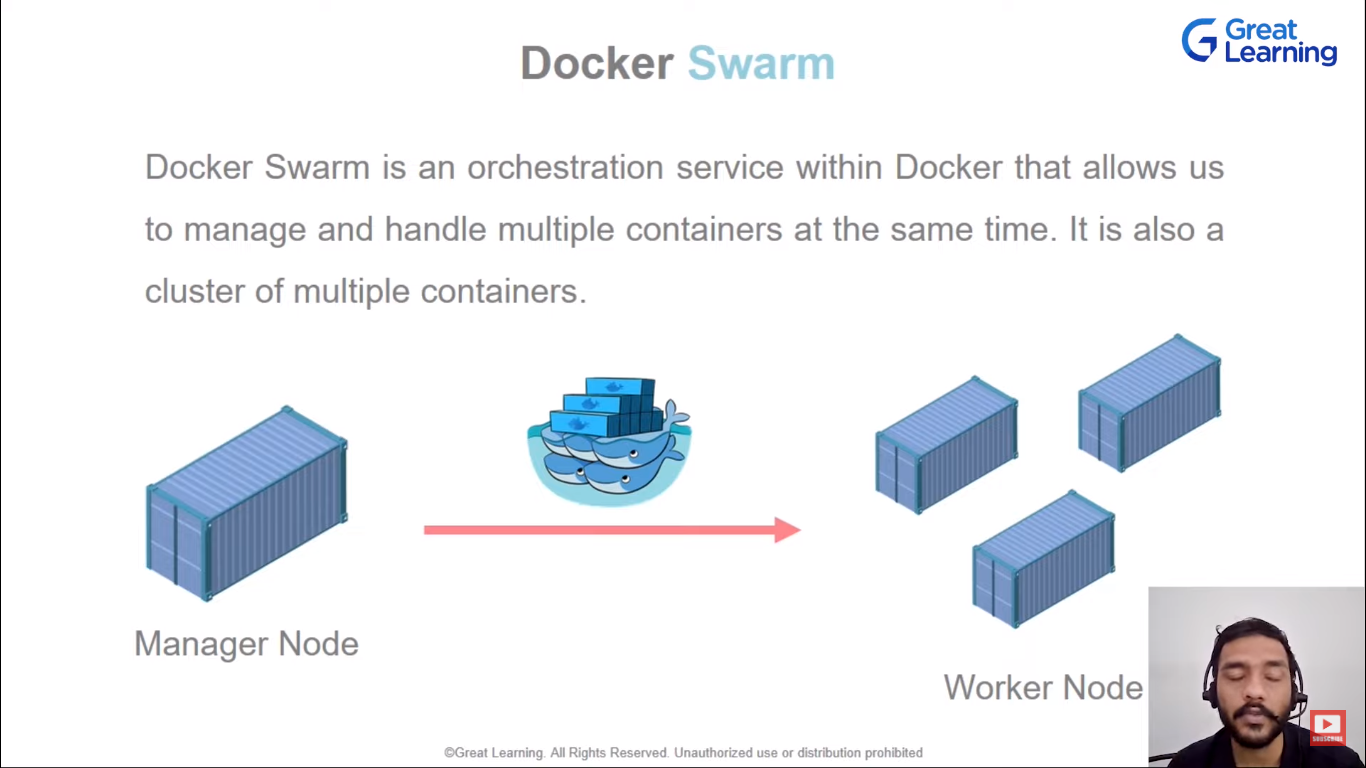 Great
Learning
Docker Swarm
Docker Swarm is an orchestration service within Docker that allows us
to manage and handle multiple containers at the same time. It is also a
cluster of multiple containers.
Manager Node
Worker Node
SUBSCRIBE
©Great Learning. All Rights Reserved. Unauthorized use or distribution prohibited